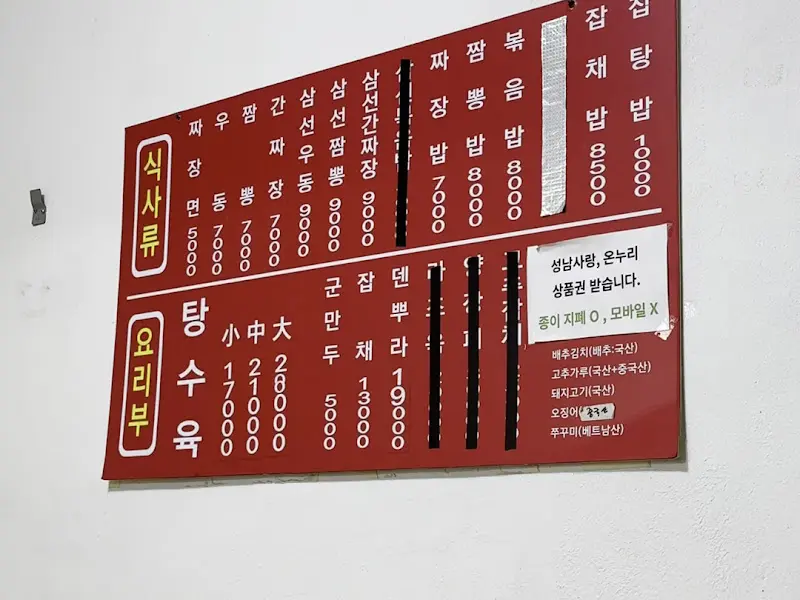 식사류
짜장면 5000
우동 7000
짬뽕 7000
간짜장 7000
삼선우동 9000
삼선짬뽕 9000
삼선간짜장 9000
짜장밥 7000
짬뽕밥 8000
볶음밥 8000
잡채밥 8500
잡탕밥 10000
요리부
탕수육
小 17000
中 21000
大 28000
군만두 5000
잡채 13000
덴뿌라 19000
성남사랑, 온누리
상품권 받습니다.
종이 지폐 O , 모바일 X
배추김치(배추:국산)
고추가루(국산+중국산)
돼지고기(국산)
오징어(중국산
쭈꾸미(베트남산)